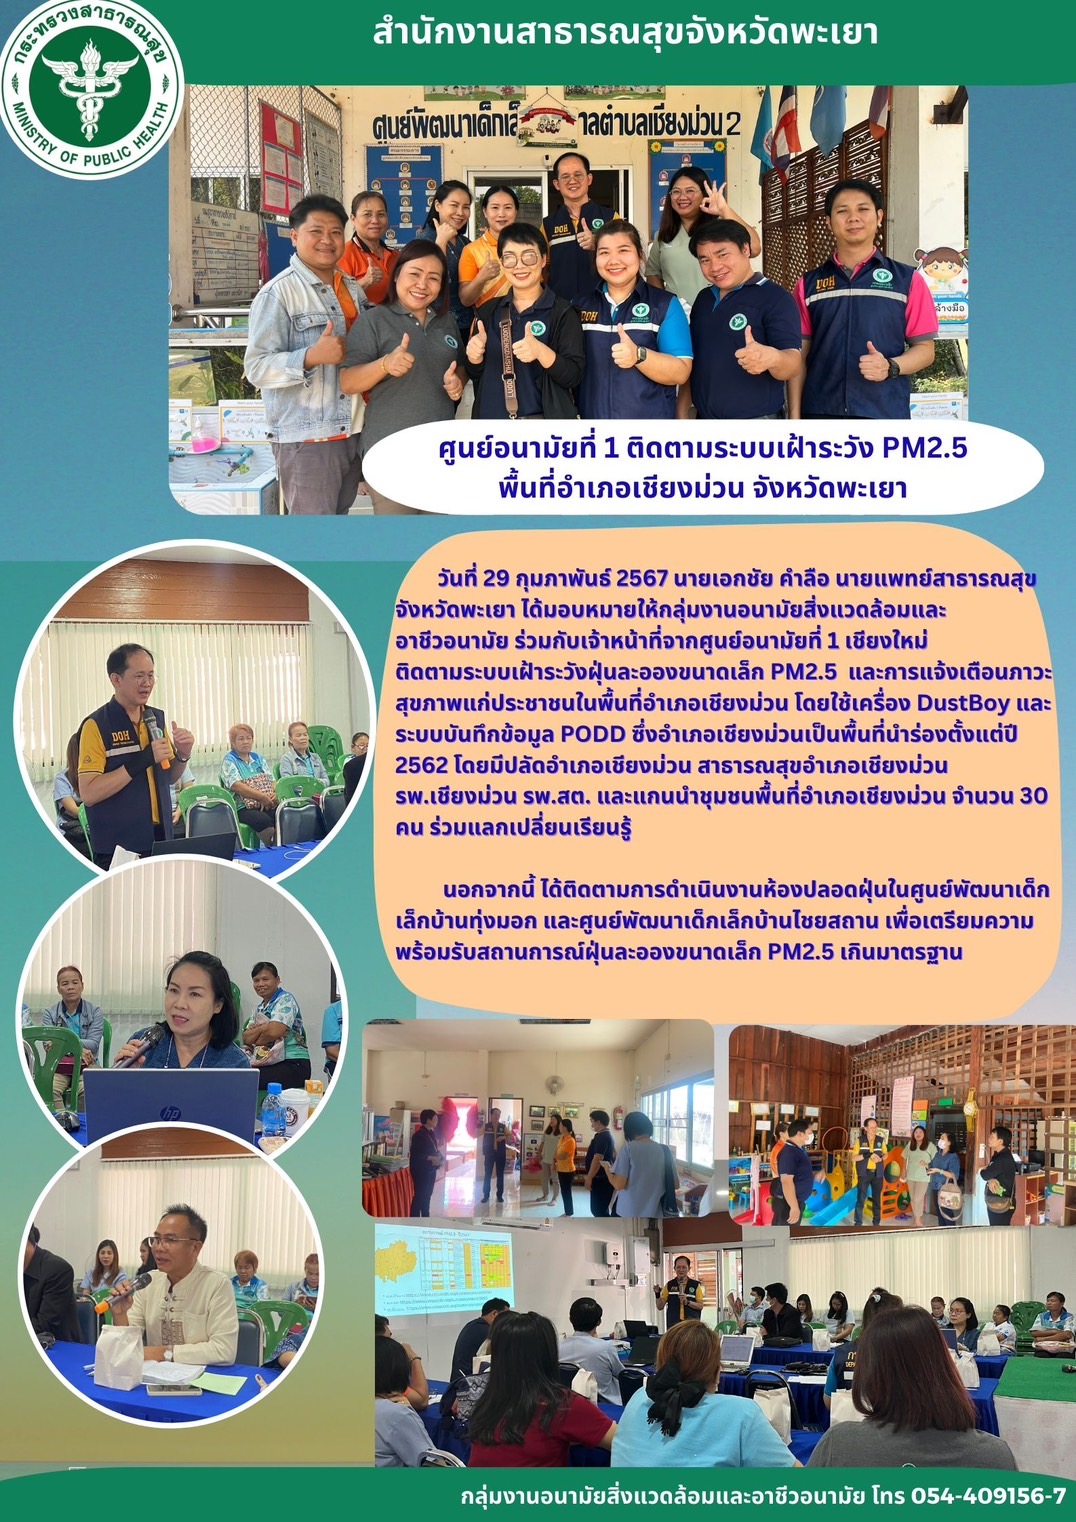 สำนักงานสาธารณสุขจังหวัดพะเยา
กระทรวงสาธารณสุข
MINISTRY OF PUBLIC HEALTH
ศูนย์พัฒนาเด็กเล็ าลตำบลเชียงม่วน 2
DOH
DOH
DOH
ล้างมือ
ศูนย์อนามัยที่ 1 ติดตามระบบเฝ้าระวัง PM2.5
พื้นที่อำเภอเชียงม่วน จังหวัดพะเยา
วันที่ 29 กุมภาพันธ์ 2567 นายเอกชัย คำลือ นายแพทย์สาธารณสุข
จังหวัดพะเยา ได้มอบหมายให้กลุ่มงานอนามัยสิ่งแวดล้อมและ
อาชีวอนามัย ร่วมกับเจ้าหน้าที่จากศูนย์อนามัยที่ 1 เชียงใหม่
ติดตามระบบเฝ้าระวังฝุ่นละอองขนาดเล็ก PM2.5 และการแจ้งเตือนภาวะ
สุขภาพแก่ประชาชนในพื้นที่อำเภอเชียงม่วน โดยใช้เครื่อง DustBoy และ
ระบบบันทึกข้อมูล PODD ซึ่งอำเภอเชียงม่วนเป็นพื้นที่นำร่องตั้งแต่ปี
2562 โดยมีปลัดอำเภอเชียงม่วน สาธารณสุขอำเภอเชียงม่วน
รพ.เชียงม่วน รพ.สต. และแกนนำชุมชนพื้นที่อำเภอเชียงม่วน จำนวน 30
คน ร่วมแลกเปลี่ยนเรียนรู้
นอกจากนี้ ได้ติดตามการดำเนินงานห้องปลอดฝุ่นในศูนย์พัฒนาเด็ก
เล็กบ้านทุ่งมอก และศูนย์พัฒนาเด็กเล็กบ้านไชยสถาน เพื่อเตรียมความ
พร้อมรับสถานการณ์ฝุ่นละอองขนาดเล็ก PM2.5 เกินมาตรฐาน
DOH
hp
กลุ่มงานอนามัยสิ่งแวดล้อมและอาชีวอนามัย โทร 054-409156-7